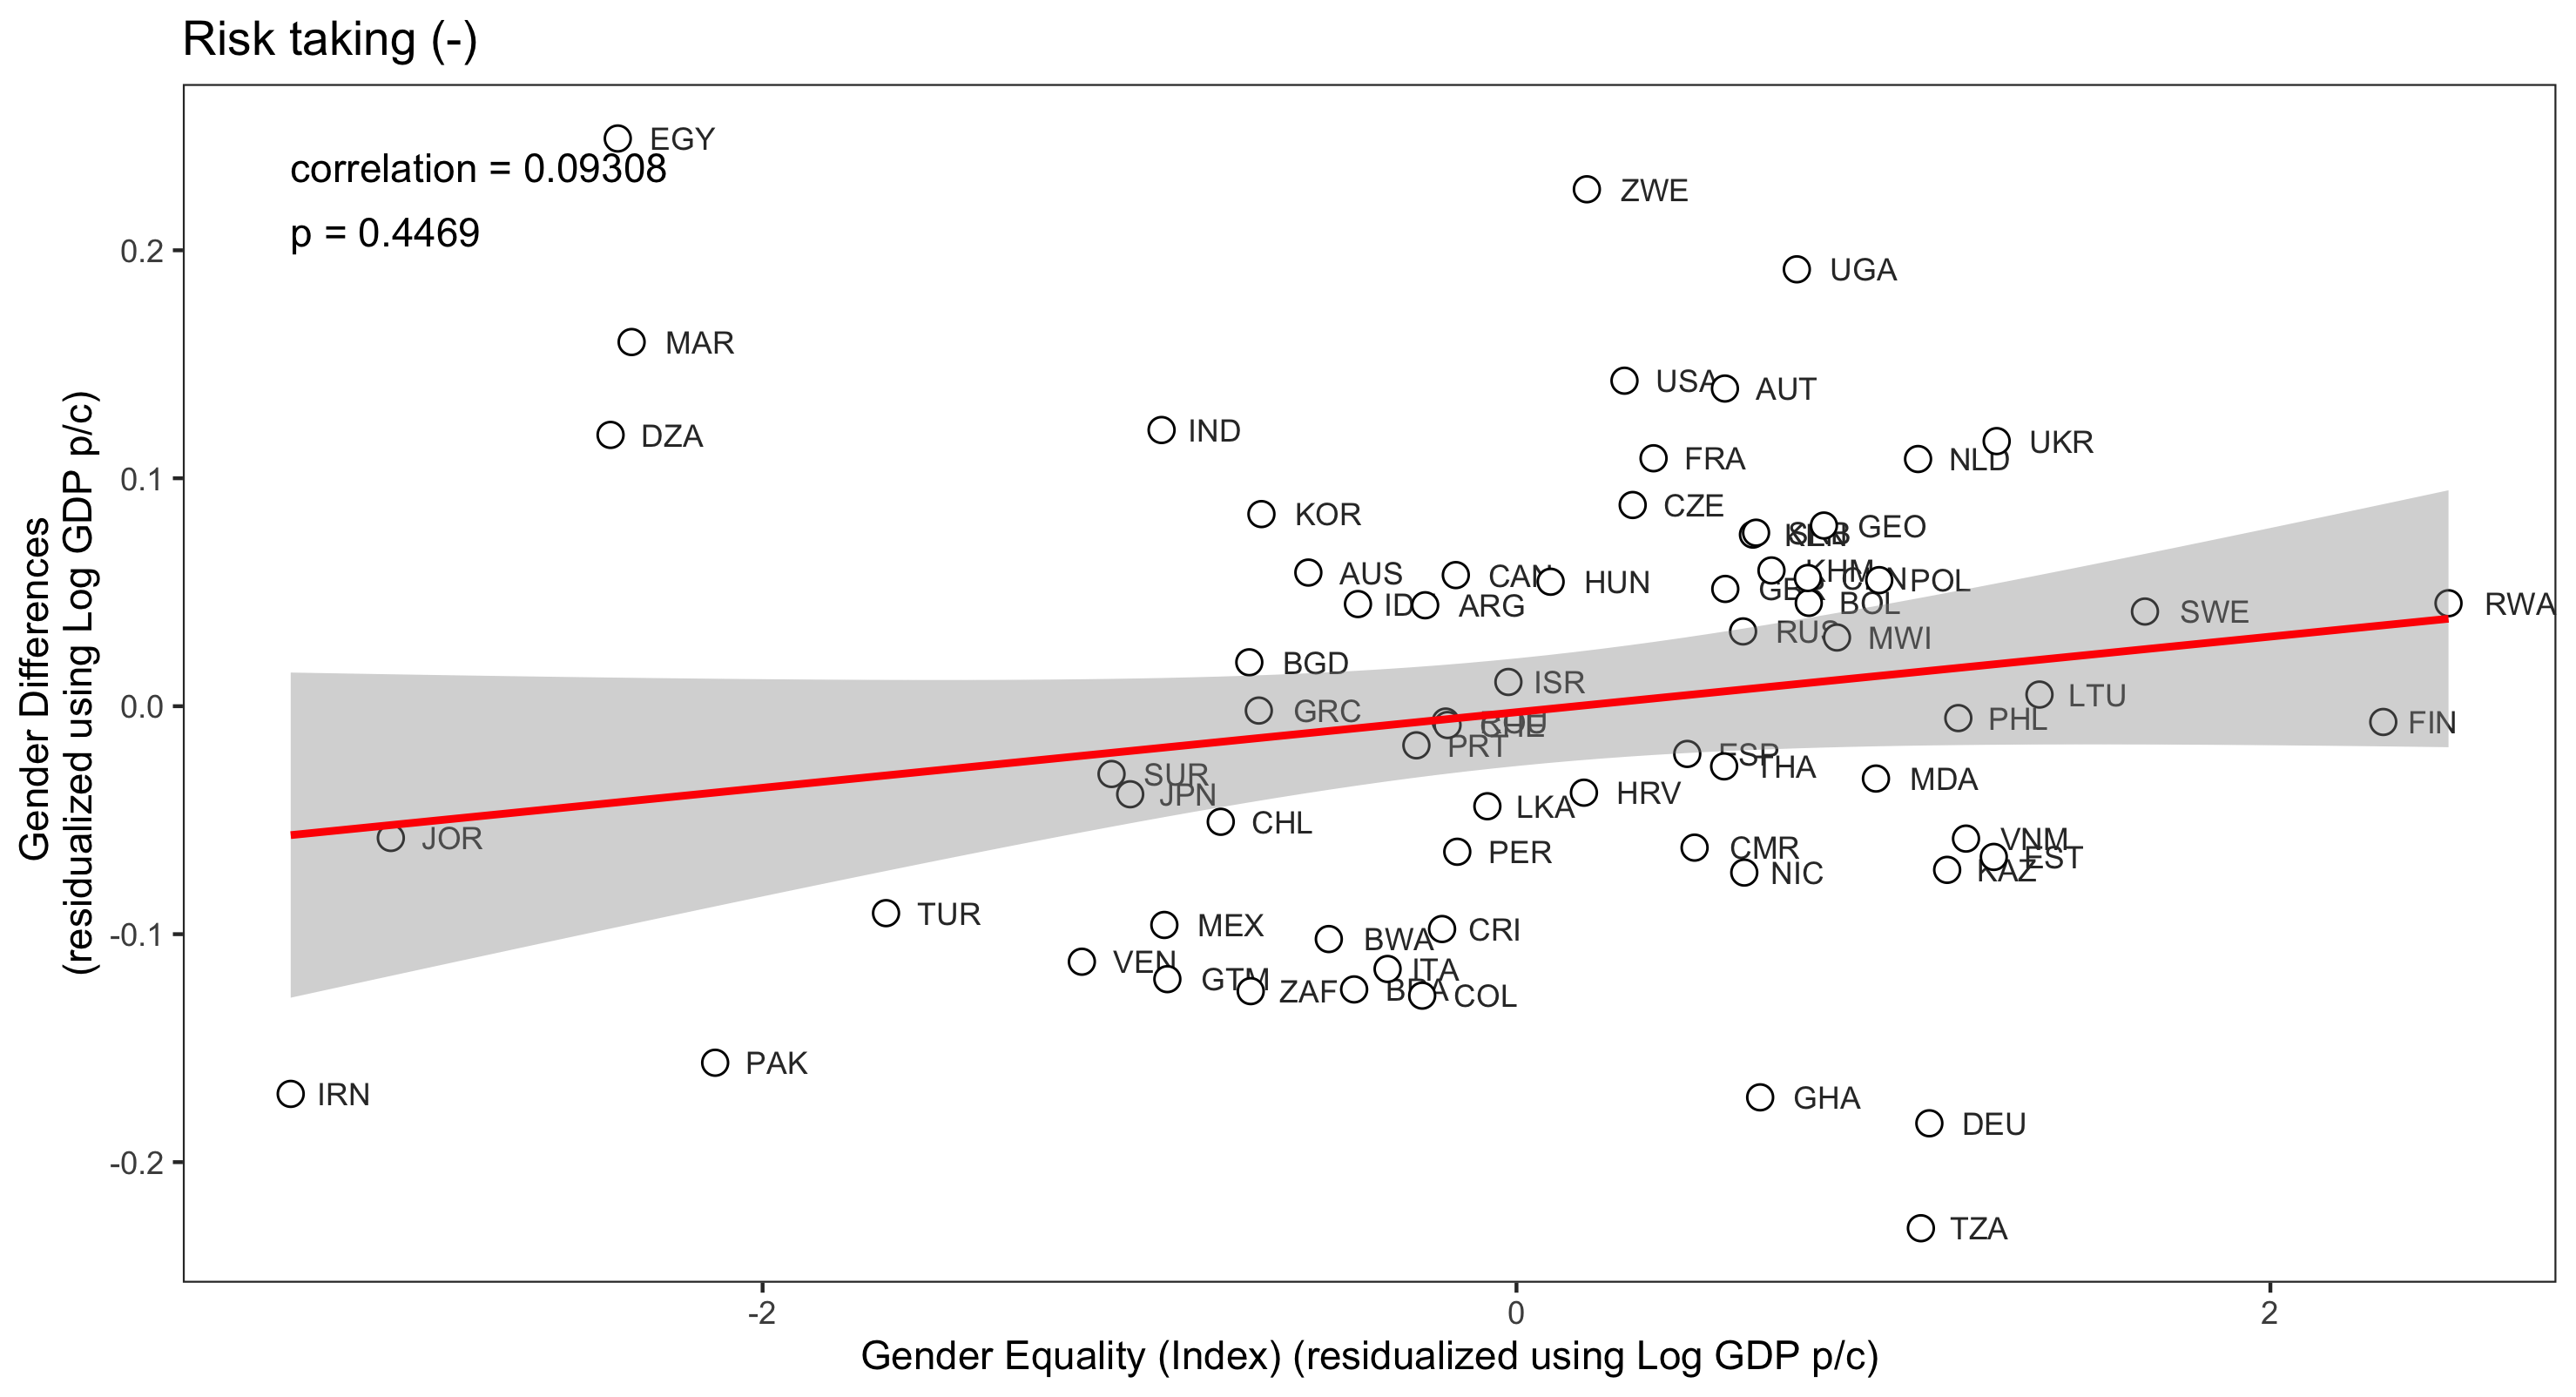 Risk taking (-)
correlation = 0.09308
p = 0.4469
EGY
ZWE
UGA
MAR
USA
AUT
DZA
IND
UKR
FRA
NLD
CZE
KOR
GEO
AUS
CAN
HUN
KHM
POL
ARG
BOL
RUS
MWI
SWE
RWA
BGD
ISR
GRC
LTU
PHL
FIN
PRT
ESP
THA
SUR
JPN
MDA
HRV
LKA
CHL
JOR
PER
CMR
NIC
VNM
EST
KAZ
TUR
MEX
BWA
CRI
VEN
ITA
GTM
ZAF
BRA
COL
PAK
IRN
GHA
DEU
TZA
0.2
0.1
0.0
-0.1
-0.2
-2
0
2
Gender Differences
(residualized using Log GDP p/c)
Gender Equality (Index) (residualized using Log GDP p/c)